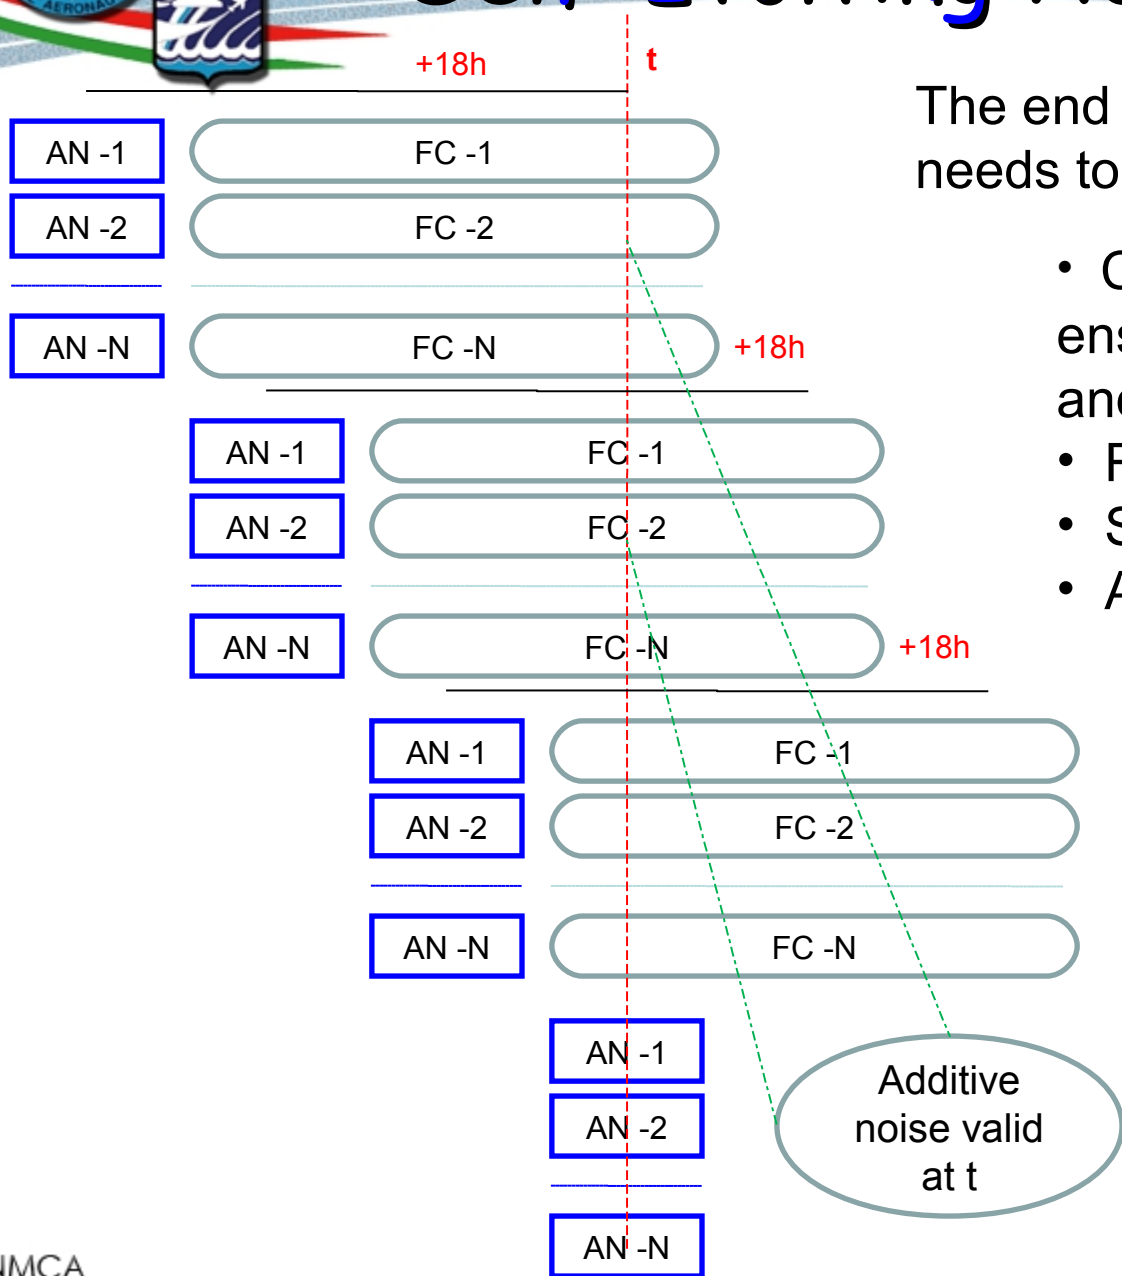 AERONAU
+18h
t
The end
needs to
AN -1
FC -1
AN -2
FC -2
AN -N
FC -N
+18h
AN -1
FC -1
AN -2
FC -2
AN -N
FC -N
+18h
AN -1
FC -1
AN -2
FC -2
AN -N
FC -N
AN -1
AN -2
AN -N
Additive
noise valid
at t